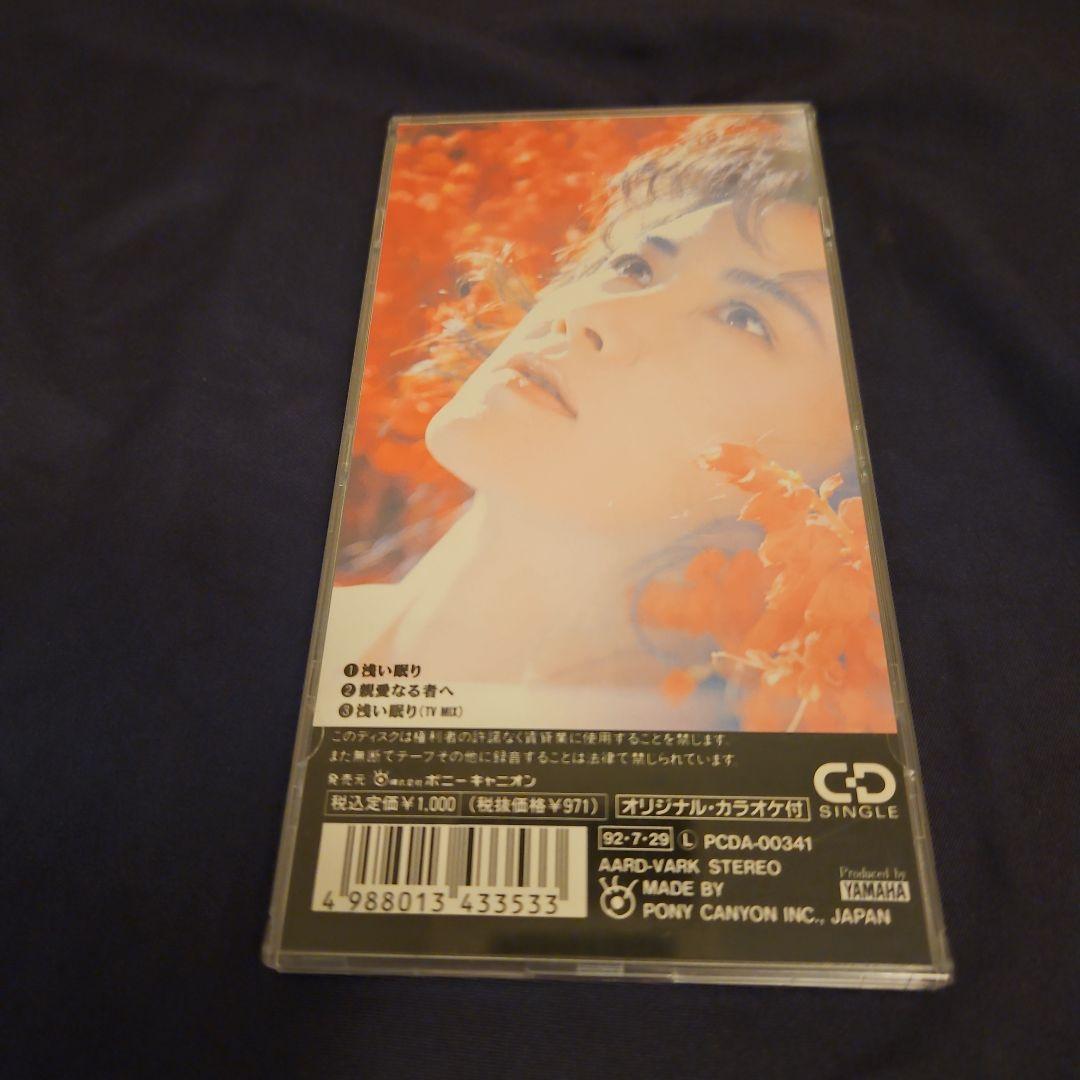 ❶浅い眠り
❷親愛なる者へ
❸浅い眠り(TV MIX)
このディスクは権利者の許諾なく賃貸業に使用することを禁じます。
また無断でテープその他に録音することは法律で禁じられています。
発売元 株式会社ポニーキャニオン
税込定価￥1,000 (税抜価格￥971) オリジナル・カラオケ付
CD
SINGLE
92・7・29 Ⓛ PCDA-00341
AARD-VARK STEREO
MADE BY
PONY CANYON INC., JAPAN
Produced by
YAMAHA
4 988013 433533